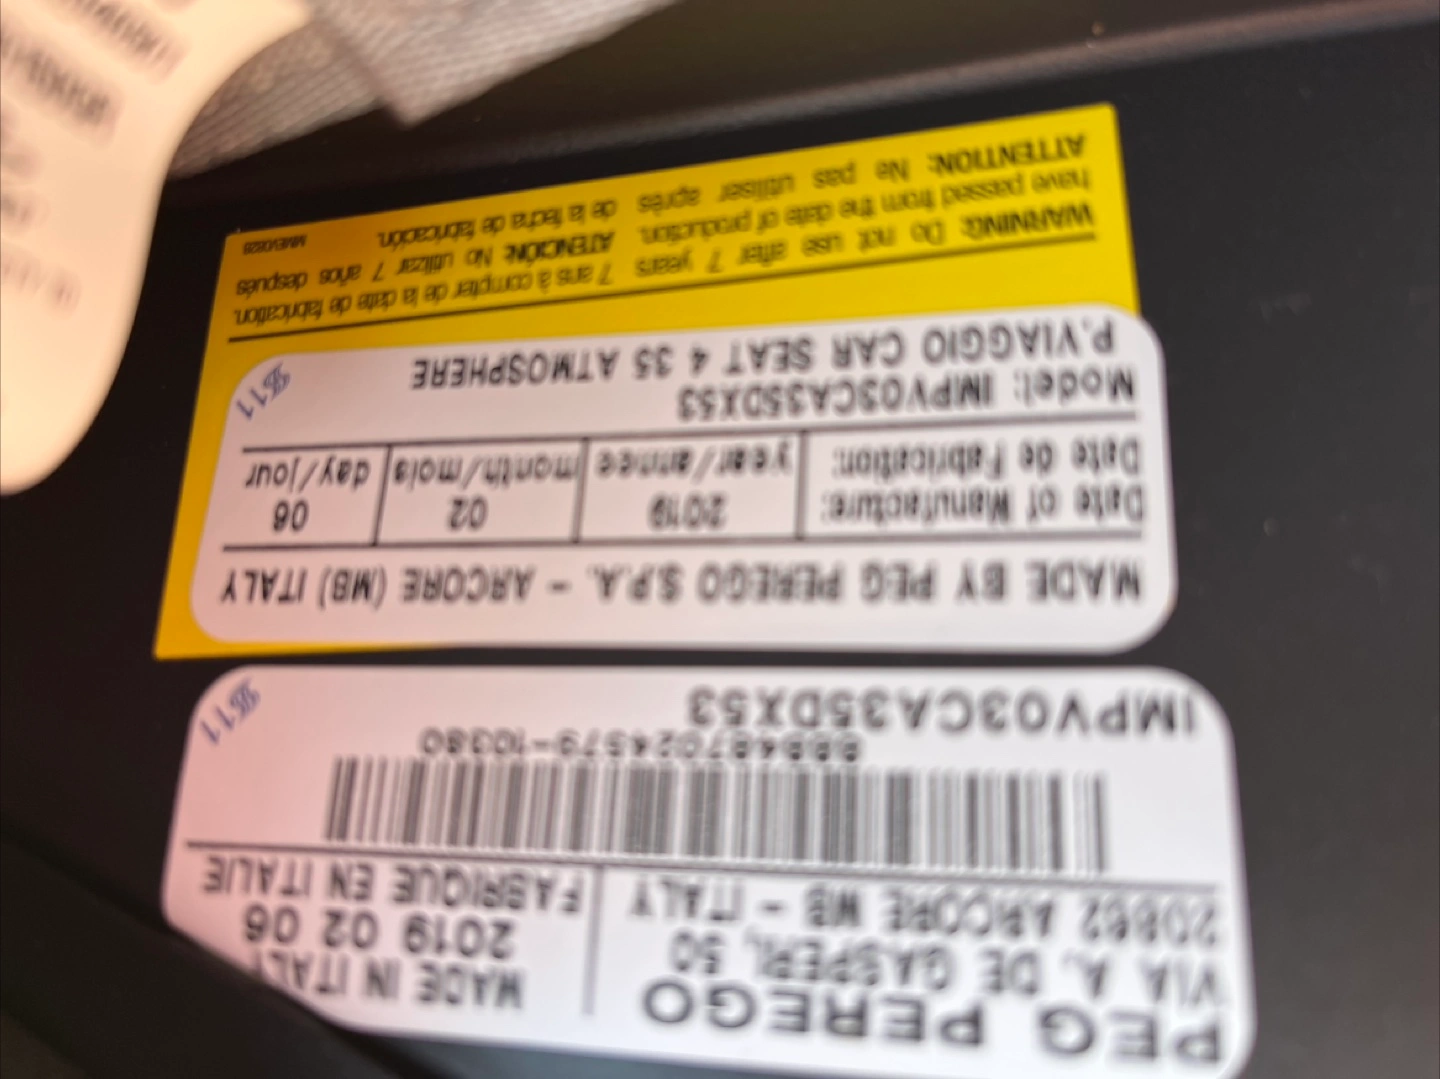 PEG PEREGO
VIA A. DE GASPERI, 50
20862 ARCORE MB - ITALY
MADE IN ITALY
2019 02 06
FABRIQUE EN ITALIE
888487024579-10380
IMPV03CA35DX53
MADE BY PEG PEREGO S.P.A. - ARCORE (MB) ITALY
Date of Manufacture: 2019 02 06
Date de Fabrication: year/annee month/mois day/jour
Model: IMPV03CA35DX53
P.VIAGGIO CAR SEAT 4 35 ATMOSPHERE
WARNING: Do not use after 7 years
have passed from the date of production.
ATTENTION: Ne pas utiliser après
7 ans à compter de la date de fabrication.
ATENCIÓN: No utilizar 7 años después
de la fecha de fabricación.